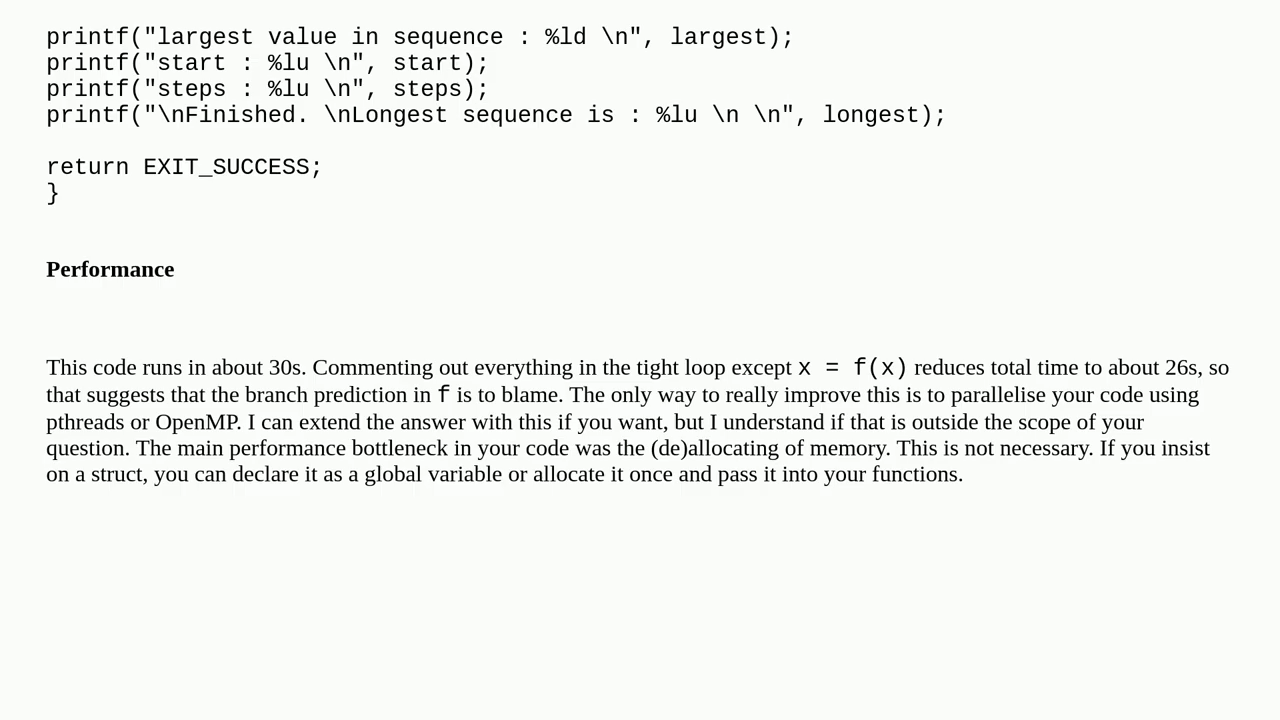 printf("largest value in sequence : %ld \n", largest);
printf("start : %lu \n", start);
printf("steps : %lu \n", steps);
printf("\nFinished. \nLongest sequence is : %lu \n \n", longest);
return EXIT_SUCCESS;
}
Performance
This code runs in about 30s. Commenting out everything in the tight loop except x = f(x) reduces total time to about 26s, so
that suggests that the branch prediction in f is to blame. The only way to really improve this is to parallelise your code using
pthreads or OpenMP. I can extend the answer with this if you want, but I understand if that is outside the scope of your
question. The main performance bottleneck in your code was the (de)allocating of memory. This is not necessary. If you insist
on a struct, you can declare it as a global variable or allocate it once and pass it into your functions.